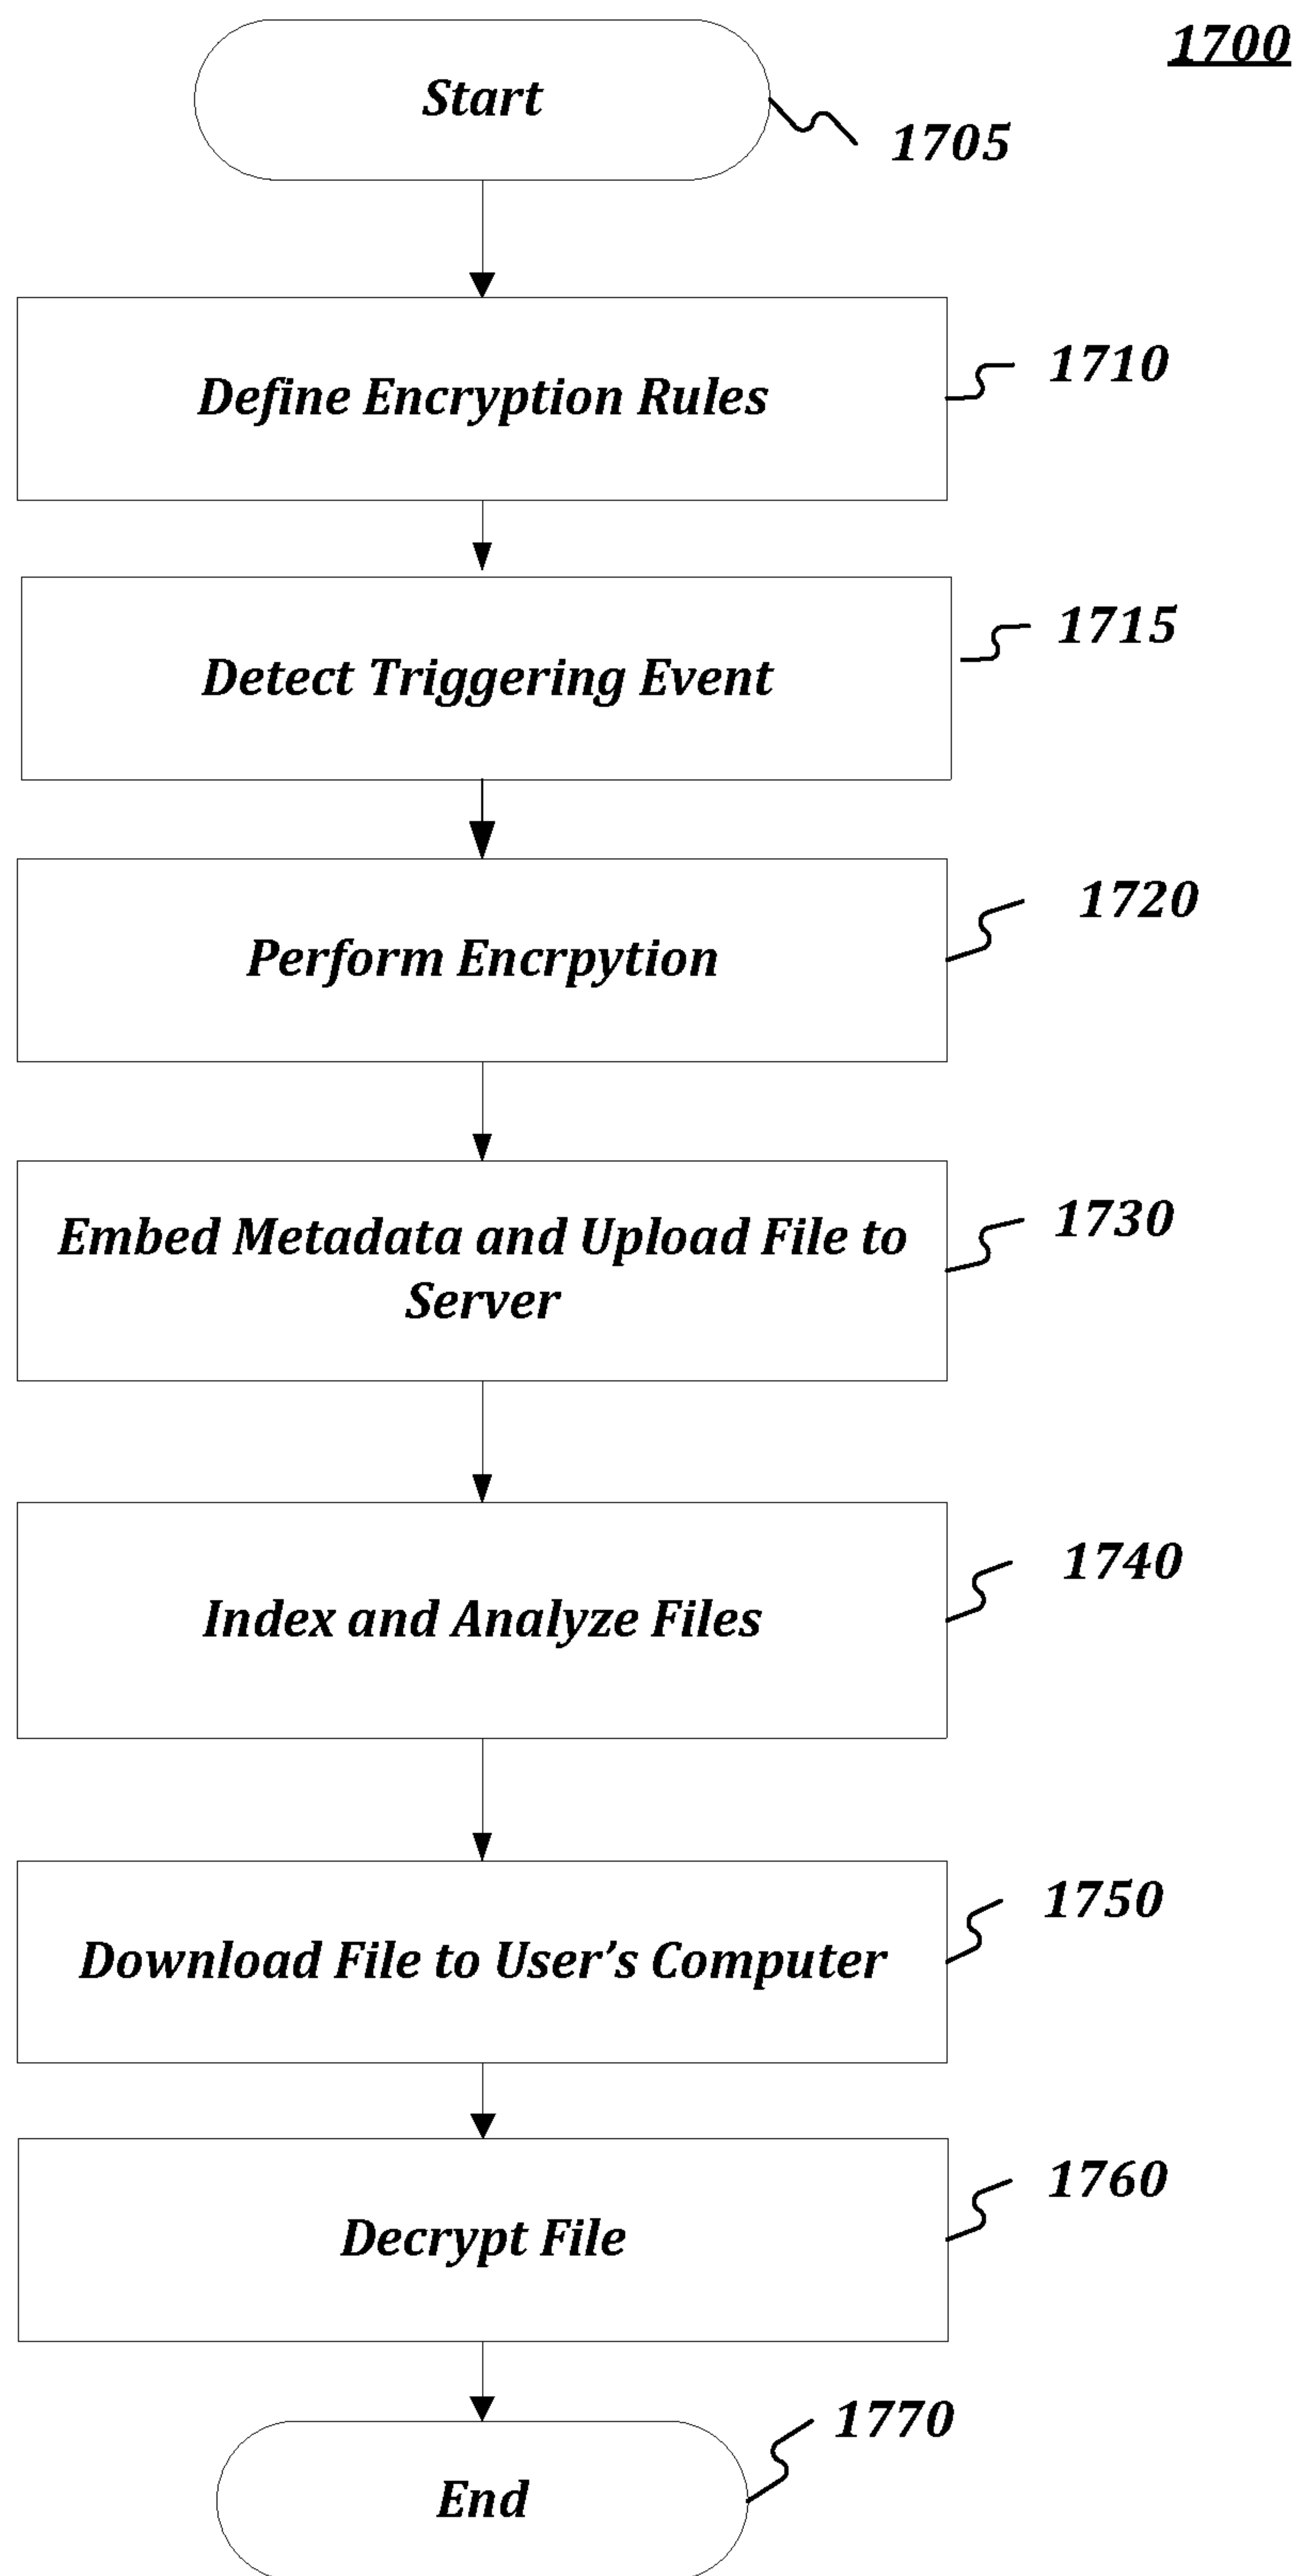 1700
Start
1705
Define Encryption Rules
1710
Detect Triggering Event
1715
Perform Encrpytion
1720
Embed Metadata and Upload File to
Server
1730
Index and Analyze Files
1740
Download File to User’s Computer
1750
Decrypt File
1760
End
1770